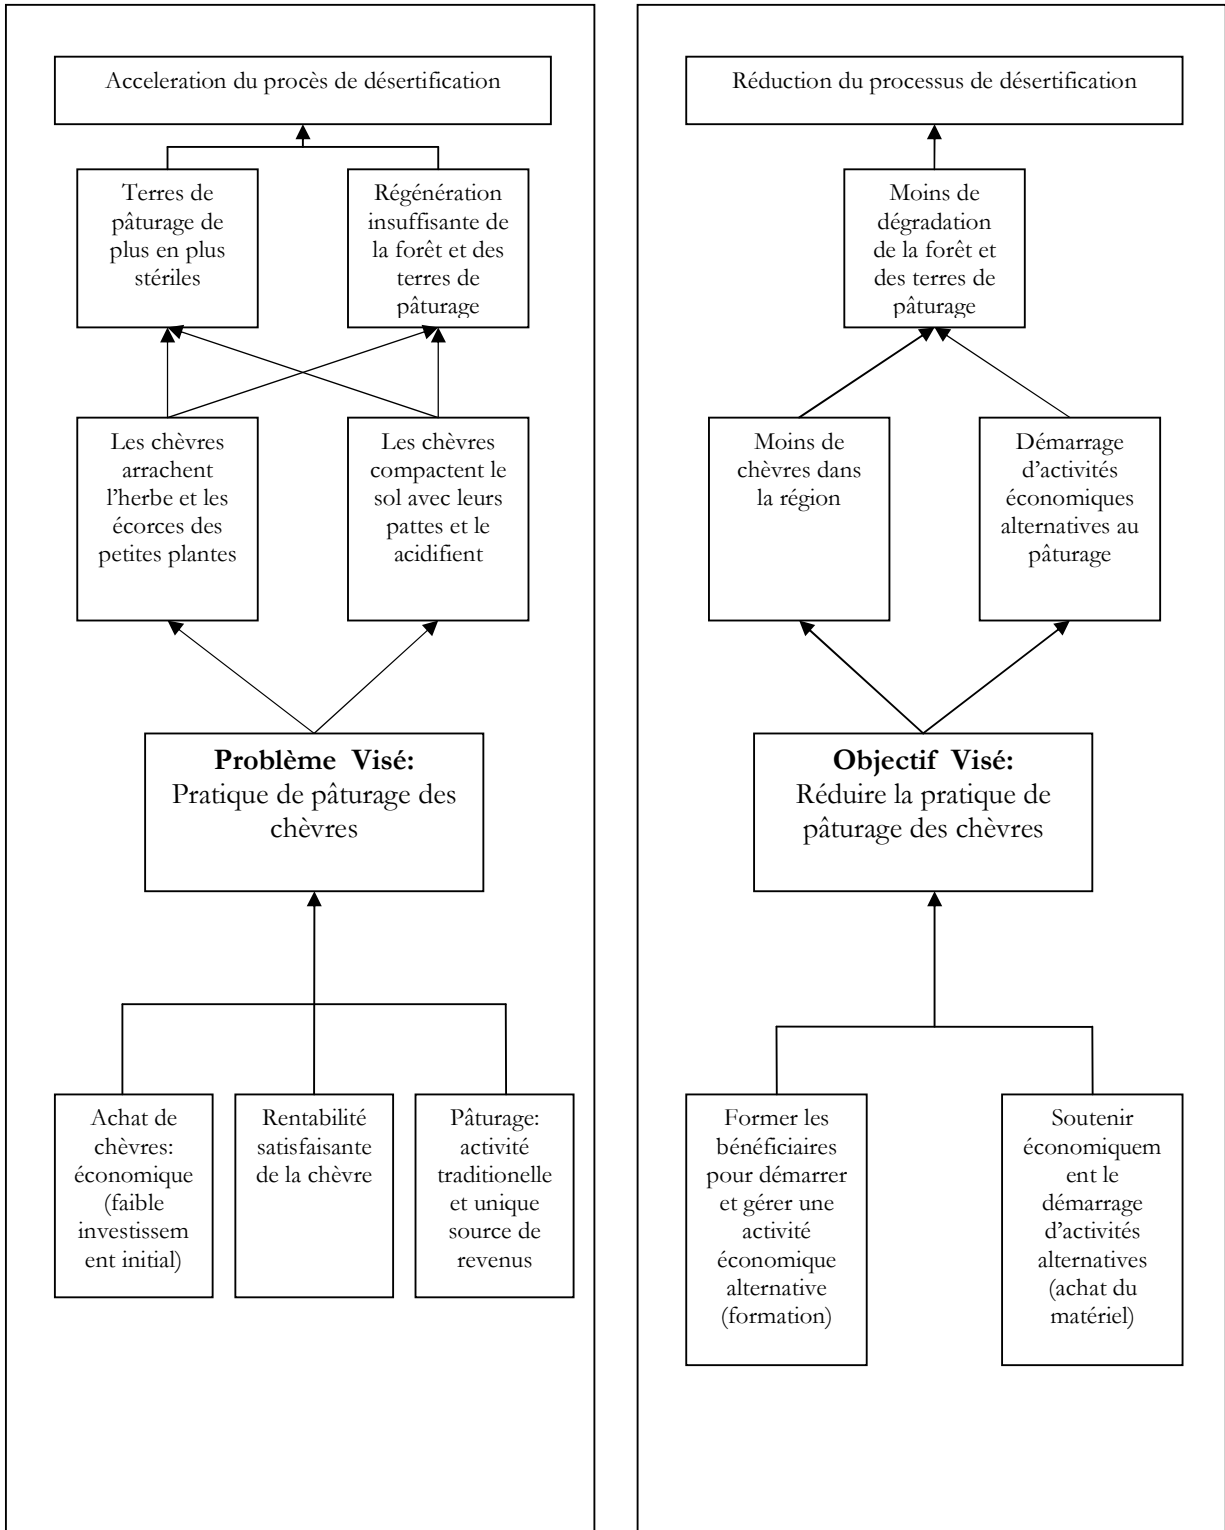 Acceleration du procès de désertification
Terres de
pâturage de
plus en plus
stériles
Régénération
insuffisante de
la forêt et des
terres de
pâturage
Les chèvres
arrachent
l'herbe et les
écorces des
petites plantes
Les chèvres
compactent le
sol avec leurs
pattes et le
acidifient
Problème Visé:
Pratique de pâturage des
chèvres
Achat de
chèvres:
économique
(faible
investissem
ent initial)
Rentabilité
satisfaisante
de la chèvre
Pâturage:
activité
traditionelle
et unique
source de
revenus
Réduction du processus de désertification
Moins de
dégradation
de la forêt et
des terres de
pâturage
Moins de
chèvres dans
la région
Démarrage
d'activités
économiques
alternatives au
pâturage
Objectif Visé:
Réduire la pratique de
pâturage des chèvres
Former les
bénéficiaires
pour démarrer
et gérer une
activité
économique
alternative
(formation)
Soutenir
économiquem
ent le
démarrage
d'activités
alternatives
(achat du
matériel)